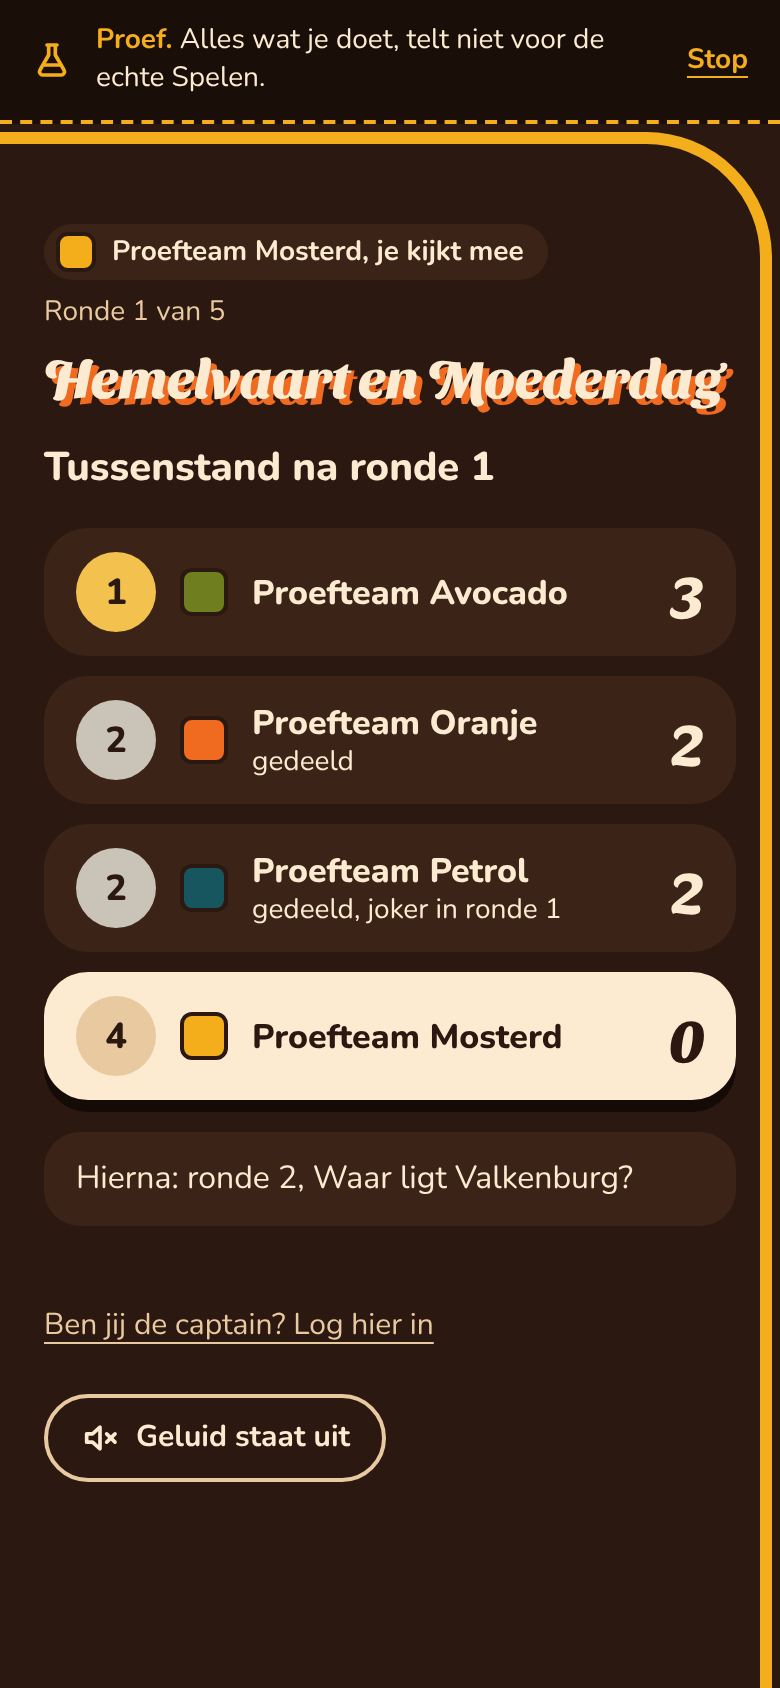 Proef. Alles wat je doet, telt niet voor de
echte Spelen.
Stop
Proefteam Mosterd, je kijkt mee
Ronde 1 van 5
Hemelvaart en Moederdag
Tussenstand na ronde 1
1 Proefteam Avocado 3
2 Proefteam Oranje 2
gedeeld
2 Proefteam Petrol 2
gedeeld, joker in ronde 1
4 Proefteam Mosterd 0
Hierna: ronde 2, Waar ligt Valkenburg?
Ben jij de captain? Log hier in
Geluid staat uit